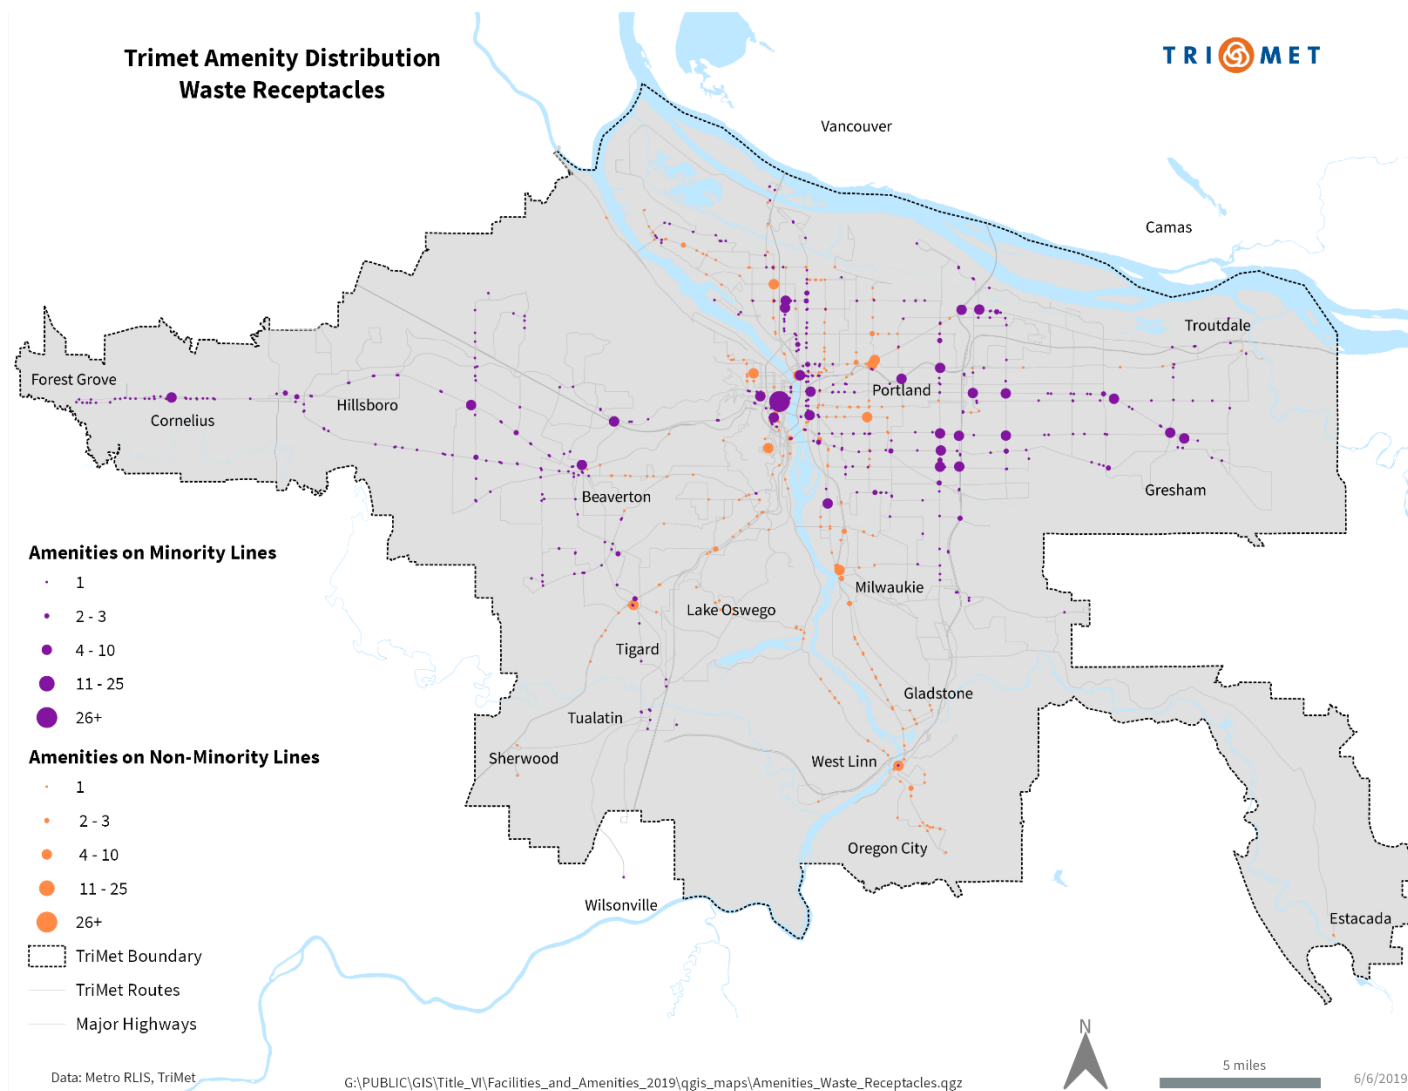 Trimet Amenity Distribution
Waste Receptacles
TRI MET
Vancouver
Camas
Troutdale
Forest Grove
Cornelius
Hillsboro
Portland
Beaverton
Gresham
Milwaukie
Lake Oswego
Tigard
Gladstone
Tualatin
Sherwood
West Linn
Oregon City
Wilsonville
Estacada
Amenities on Minority Lines
1
2 - 3
4 - 10
11 - 25
26+
Amenities on Non-Minority Lines
1
2 - 3
4 - 10
11 - 25
26+
TriMet Boundary
TriMet Routes
Major Highways
N
5 miles
Data: Metro RLIS, TriMet
G:\PUBLIC\GIS\Title_VI\Facilities_and_Amenities_2019\qgis_maps\Amenities_Waste_Receptacles.qgz
6/6/2019